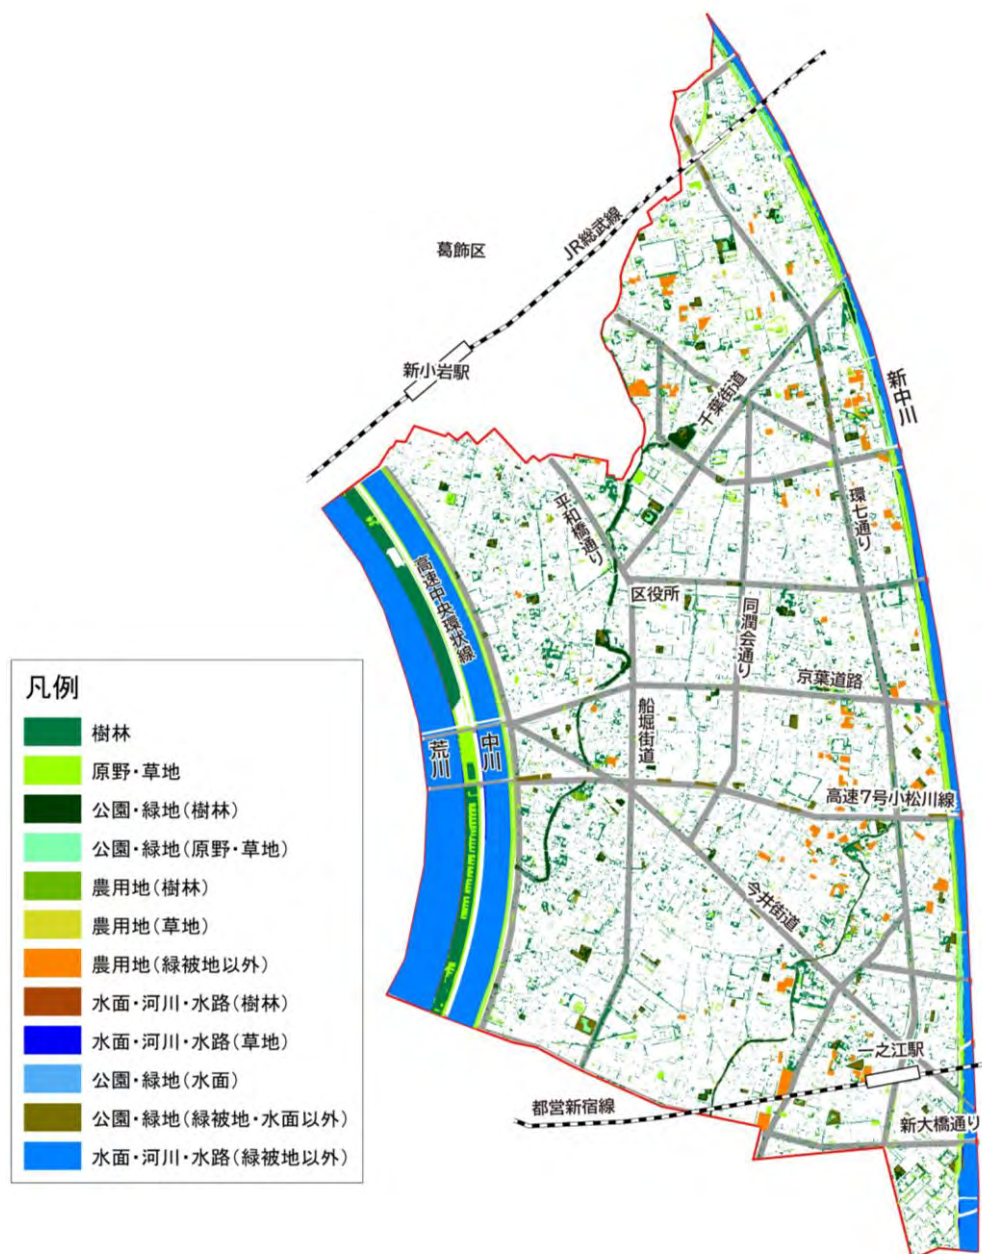 葛飾区
JR総武線
新小岩駅
千葉街道
新中川
平和橋通り
環七通り
高速中央環状線
区役所
同潤会通り
京葉道路
船堀街道
荒川
中川
高速7号小松川線
今井街道
一之江駅
都営新宿線
新大橋通り
凡例
樹林
原野・草地
公園・緑地(樹林)
公園・緑地(原野・草地)
農用地(樹林)
農用地(草地)
農用地(緑被地以外)
水面・河川・水路(樹林)
水面・河川・水路(草地)
公園・緑地(水面)
公園・緑地(緑被地・水面以外)
水面・河川・水路(緑被地以外)